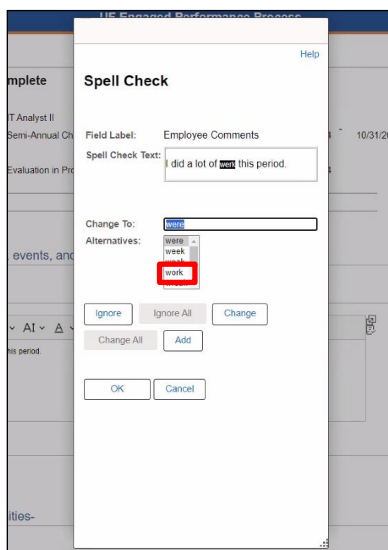 UF Engaged Performance Process
Help
mplete
Spell Check
IT Analyst II
Semi-Annual Ch
Field Label: Employee Comments
10/31/20
Spell Check Text:
I did a lot of werk this period.
Evaluation in Pro
Change To: were
Alternatives: were
week
work
events, and
Ignore Ignore All Change
AI A
Change All Add
his period.
OK Cancel
ities-